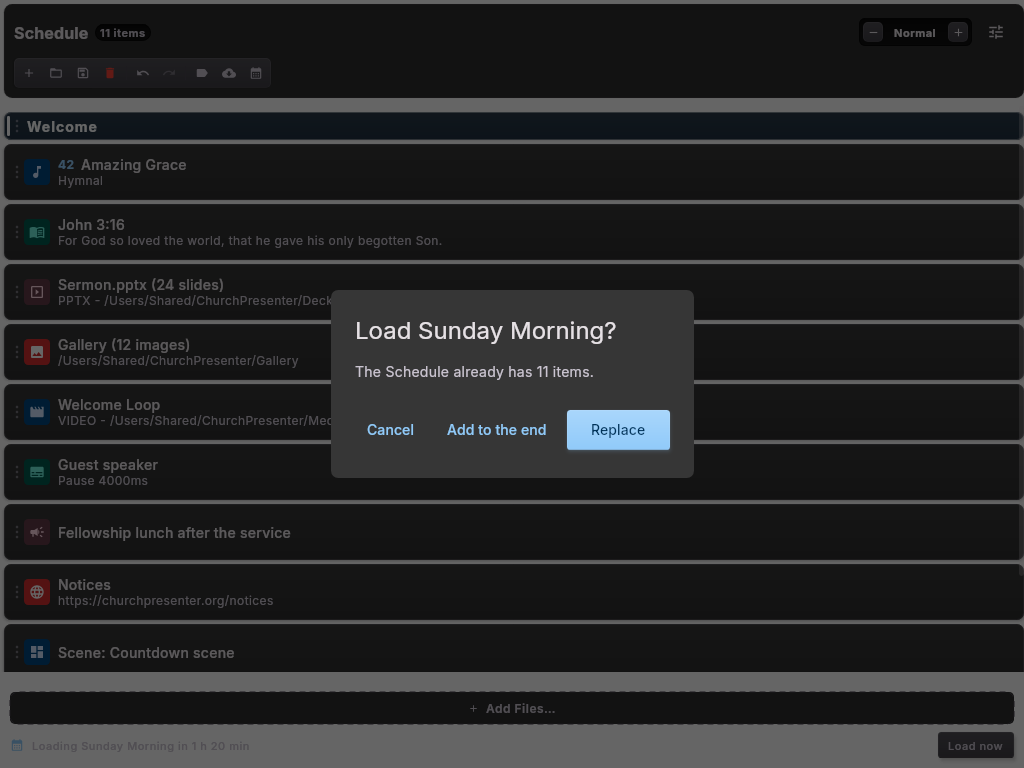 Schedule 11 items
Normal
Welcome
42 Amazing Grace
Hymnal
John 3:16
For God so loved the world, that he gave his only begotten Son.
Sermon.pptx (24 slides)
PPTX - /Users/Shared/ChurchPresenter/Deck
Gallery (12 images)
/Users/Shared/ChurchPresenter/Gallery
Welcome Loop
VIDEO - /Users/Shared/ChurchPresenter/Med
Load Sunday Morning?
The Schedule already has 11 items.
Cancel Add to the end Replace
Guest speaker
Pause 4000ms
Fellowship lunch after the service
Notices
https://churchpresenter.org/notices
Scene: Countdown scene
+ Add Files...
Loading Sunday Morning in 1 h 20 min Load now